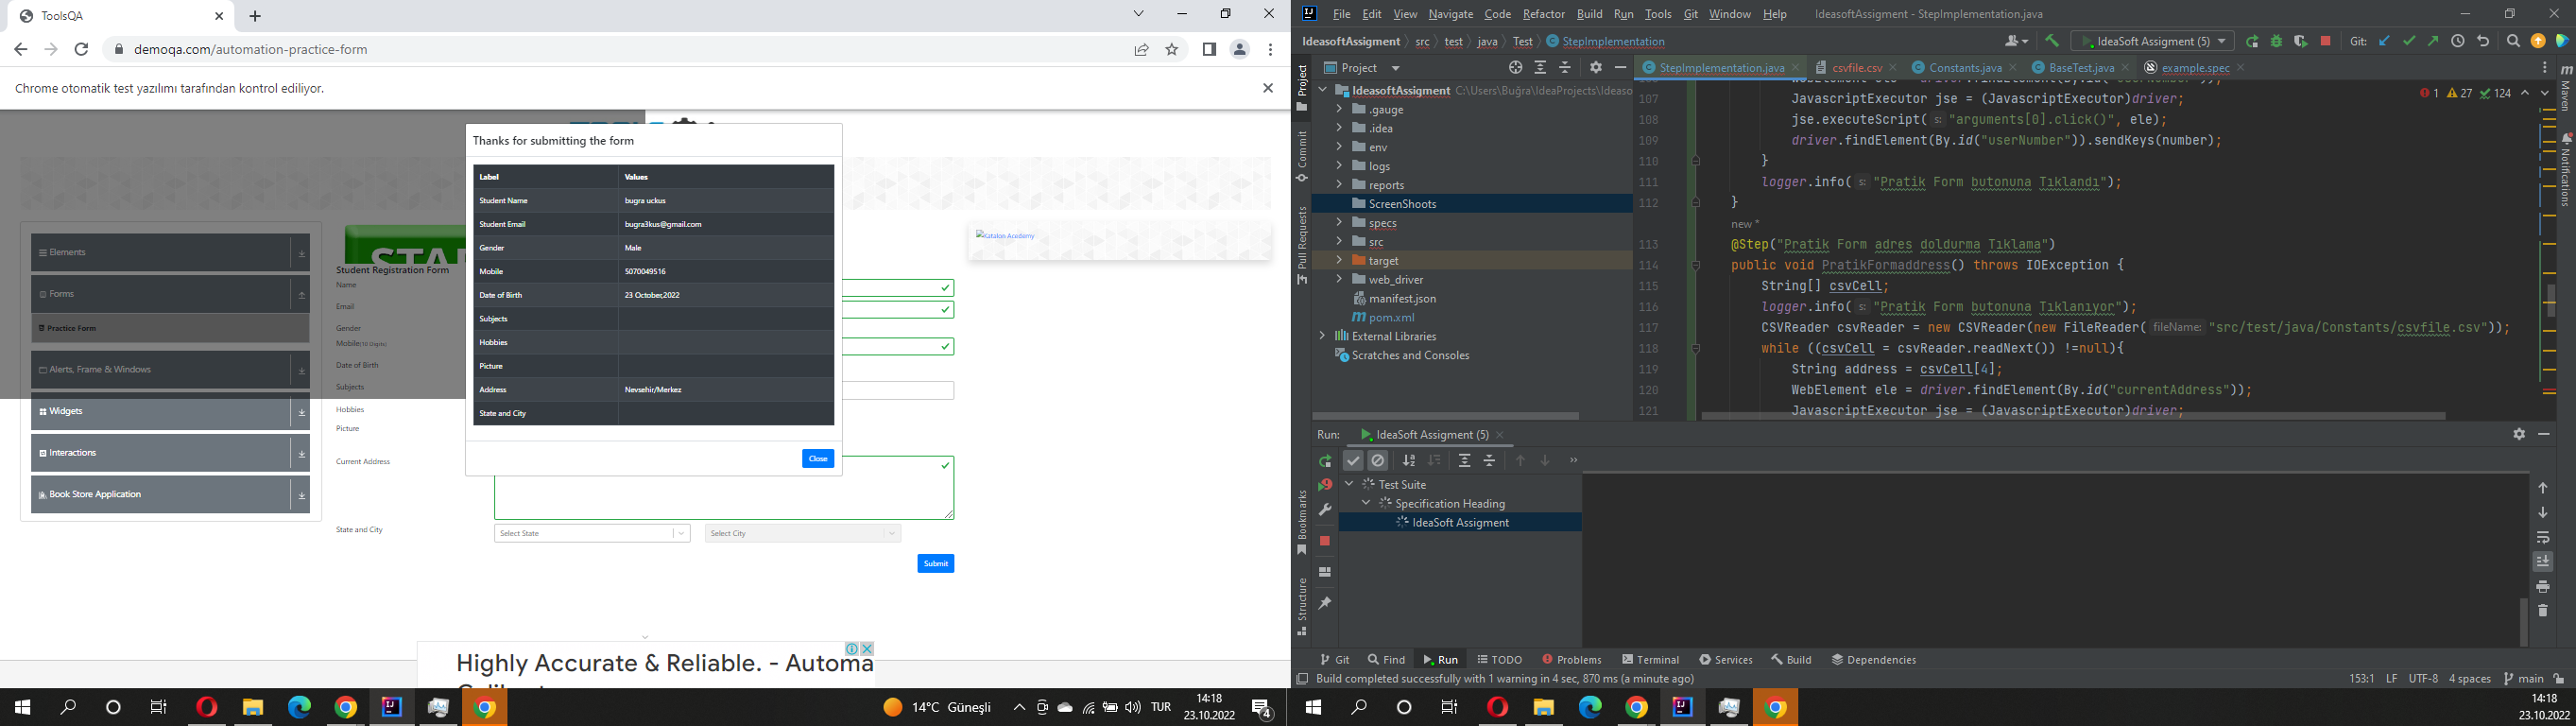 ToolsQA
demoqa.com/automation-practice-form
Chrome otomatik test yazılımı tarafından kontrol ediliyor.
Thanks for submitting the form
Label Values
Student Name bugra uckus
Student Email bugra3kus@gmail.com
Gender Male
Mobile 5070049516
Date of Birth 23 October,2022
Subjects
Hobbies
Picture
Address Nevsehir/Merkez
State and City
Close
Elements
Forms
Practice Form
Alerts, Frame & Windows
Widgets
Interactions
Book Store Application
Student Registration Form
Name
Email
Gender
Mobile(10 Digits)
Date of Birth
Subjects
Hobbies
Picture
Current Address
State and City
Select State
Select City
Submit
Katalon Academy
Highly Accurate & Reliable. - Automa
14°C Güneşli
TUR
14:18
23.10.2022
4
File Edit View Navigate Code Refactor Build Run Tools Git Window Help IdeasoftAssigment - StepImplementation.java
IdeasoftAssigment src test java Test StepImplementation
IdeaSoft Assigment (5)
Git:
Project
StepImplementation.java csvfile.csv Constants.java BaseTest.java example.spec
IdeasoftAssigment C:\Users\Buğra\IdeaProjects\Ideaso
.gauge
.idea
env
logs
reports
ScreenShoots
specs
src
target
web_driver
manifest.json
pom.xml
External Libraries
Scratches and Consoles
1 27 124
107 JavascriptExecutor jse = (JavascriptExecutor)driver;
108 jse.executeScript( s: "arguments[0].click()", ele);
109 driver.findElement(By.id("userNumber")).sendKeys(number);
110 }
111 logger.info( s: "Pratik Form butonuna Tıklandı");
112 }
new *
113 @Step("Pratik Form adres doldurma Tıklama")
114 public void PratikFormaddress() throws IOException {
115 String[] csvCell;
116 logger.info( s: "Pratik Form butonuna Tıklanıyor");
117 CSVReader csvReader = new CSVReader(new FileReader( fileName: "src/test/java/Constants/csvfile.csv"));
118 while ((csvCell = csvReader.readNext()) !=null){
119 String address = csvCell[4];
120 WebElement ele = driver.findElement(By.id("currentAddress"));
121 JavascriptExecutor jse = (JavascriptExecutor)driver;
Run: IdeaSoft Assigment (5)
Test Suite
Specification Heading
IdeaSoft Assigment
Project
Commit
Pull Requests
Bookmarks
Structure
Maven
Notifications
Git Find Run TODO Problems Terminal Services Build Dependencies
Build completed successfully with 1 warning in 4 sec, 870 ms (a minute ago)
153:1 LF UTF-8 4 spaces main
14:18
23.10.2022